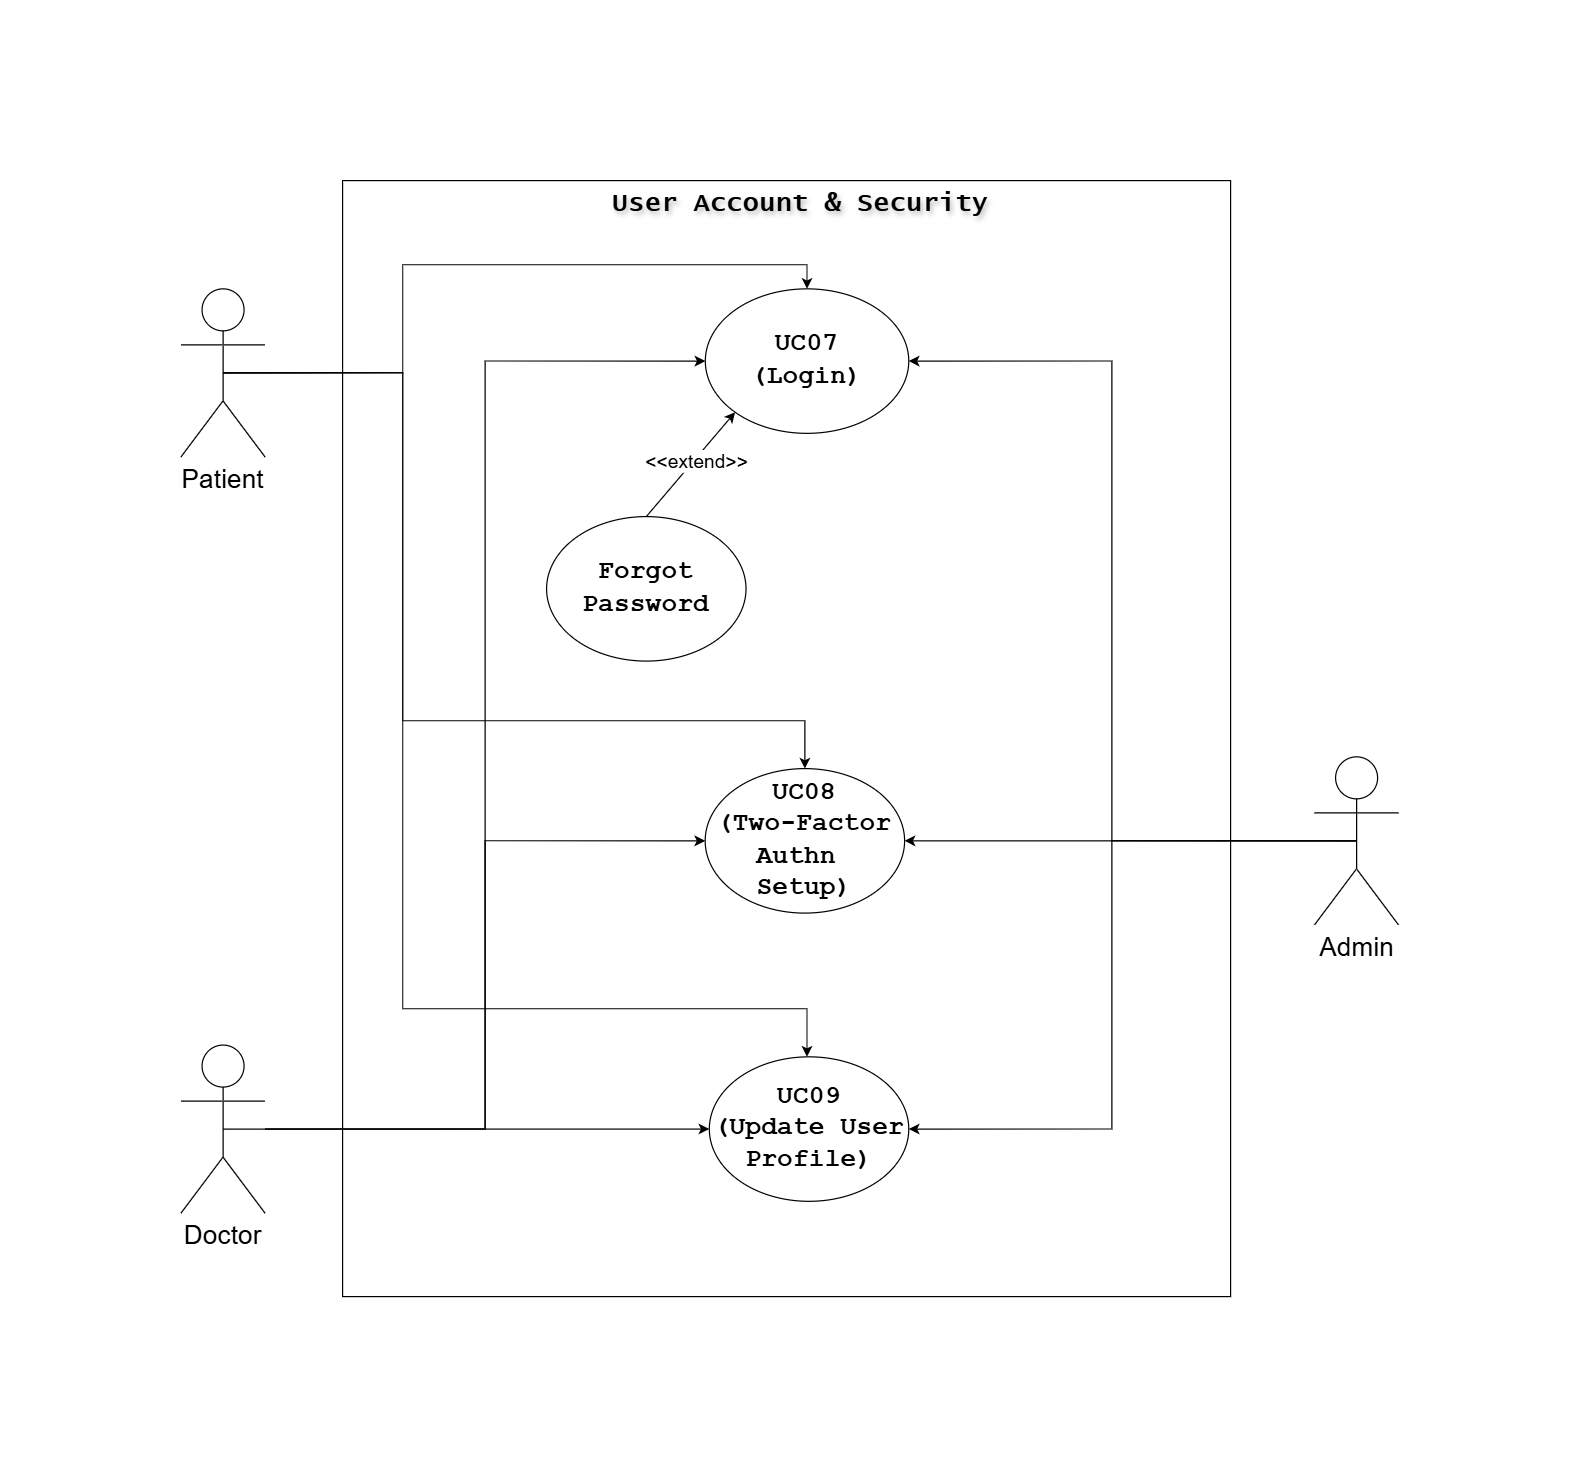 User Account & Security
UC07
(Login)
Patient
<<extend>>
Forgot
Password
UC08
(Two-Factor
Authn
Setup)
Admin
UC09
(Update User
Profile)
Doctor